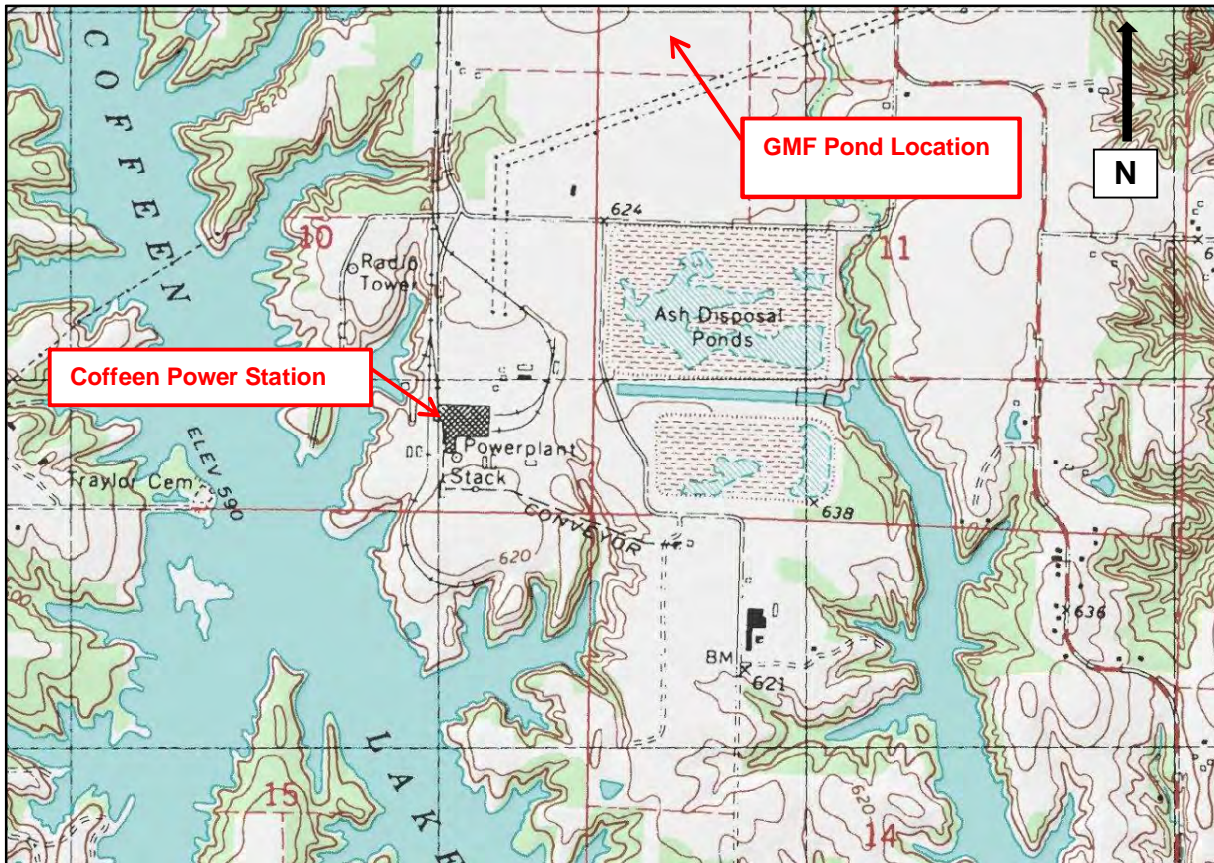 COFFEEN
620
GMF Pond Location
N
624
10
11
Radio
Tower
Ash Disposal
Ponds
Coffeen Power Station
Powerplant
Stack
ELEV 590
Traylor Cem
CONVEYOR
638
620
636
BM
621
LAKE
15
620
14